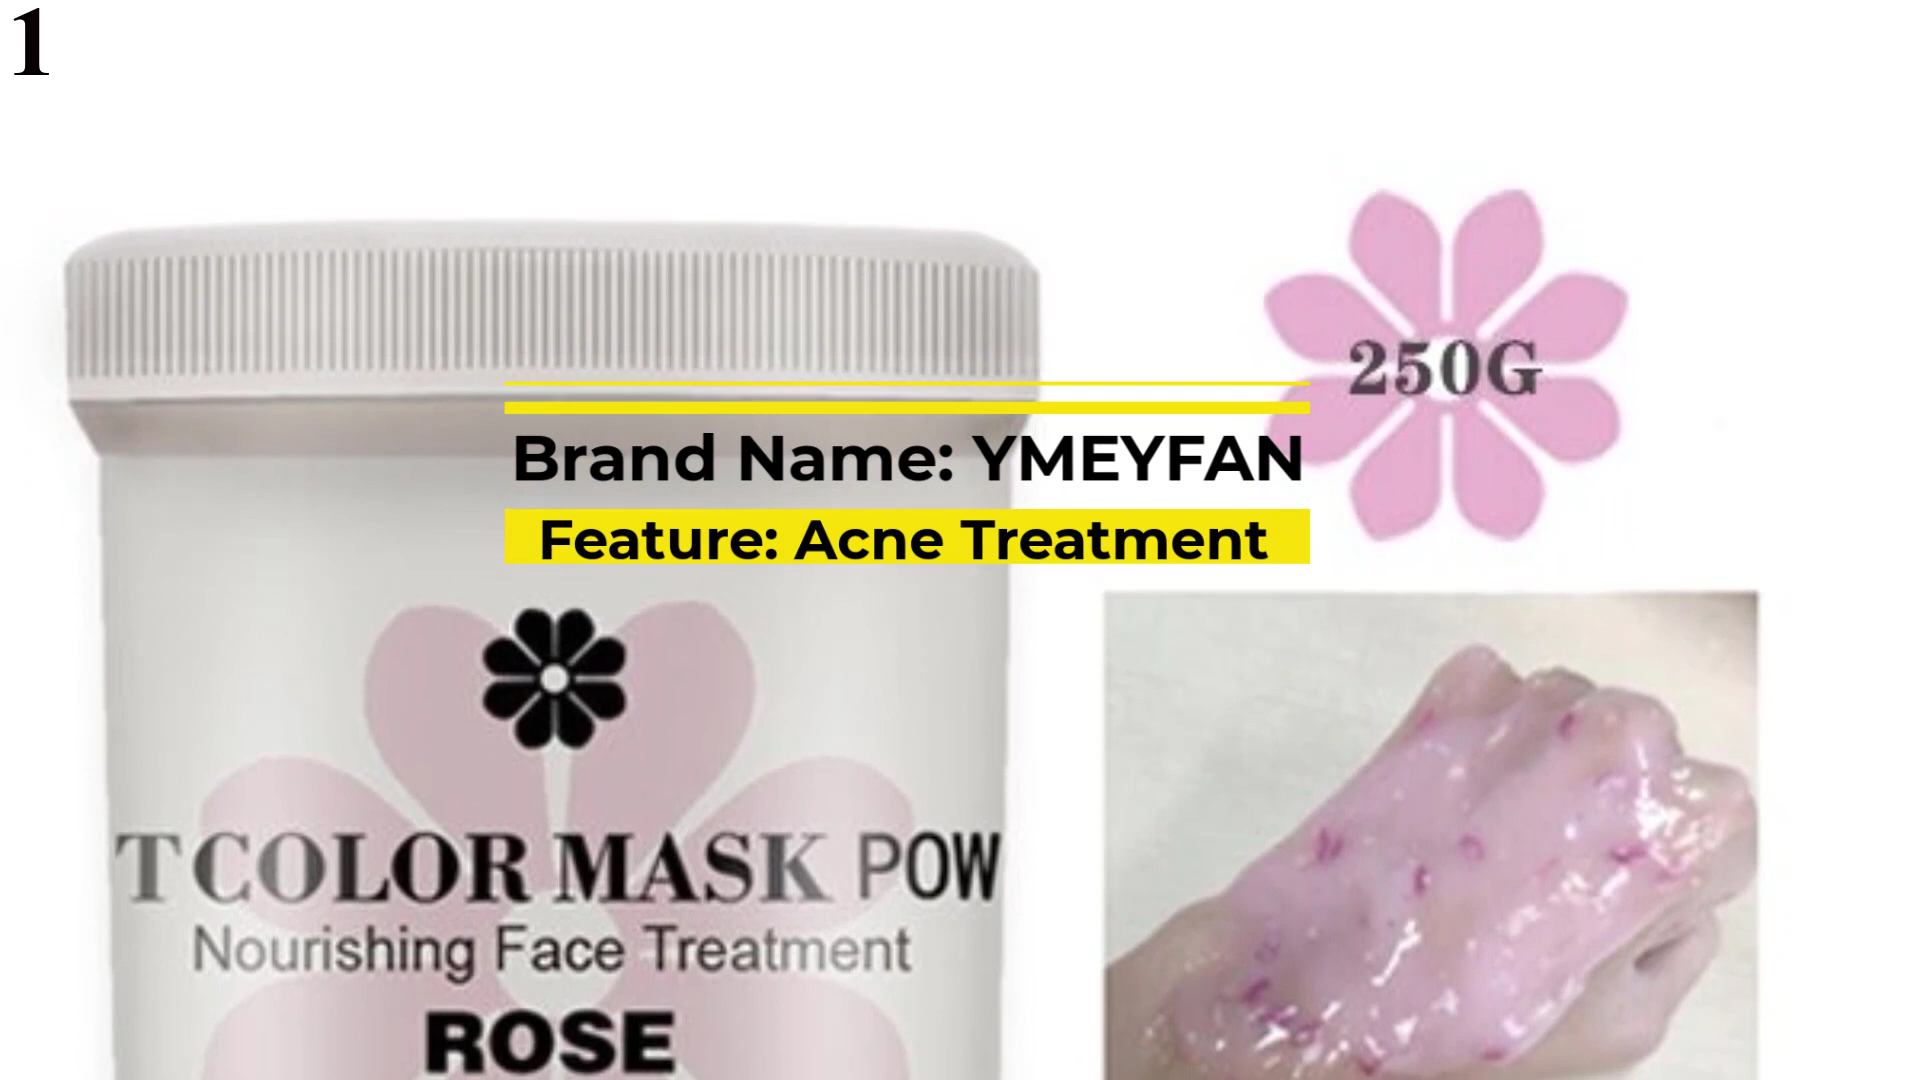 1
250G
Brand Name: YMEYFAN
Feature: Acne Treatment
T COLOR MASK POW
Nourishing Face Treatment
ROSE